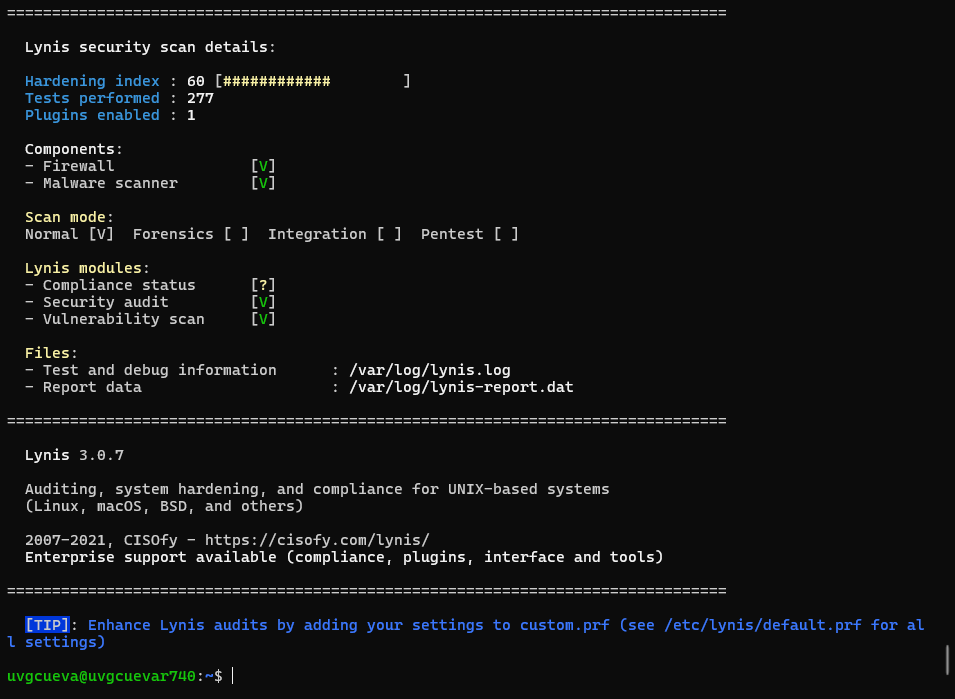 ================================================================================
Lynis security scan details:
Hardening index : 60 [############        ]
Tests performed : 277
Plugins enabled : 1
Components:
- Firewall               [V]
- Malware scanner        [V]
Scan mode:
Normal [V]  Forensics [ ]  Integration [ ]  Pentest [ ]
Lynis modules:
- Compliance status      [?]
- Security audit         [V]
- Vulnerability scan     [V]
Files:
- Test and debug information      : /var/log/lynis.log
- Report data                     : /var/log/lynis-report.dat
================================================================================
Lynis 3.0.7
Auditing, system hardening, and compliance for UNIX-based systems
(Linux, macOS, BSD, and others)
2007-2021, CISOfy - https://cisofy.com/lynis/
Enterprise support available (compliance, plugins, interface and tools)
================================================================================
[TIP]: Enhance Lynis audits by adding your settings to custom.prf (see /etc/lynis/default.prf for al
l settings)
uvgcueva@uvgcuevar740:~$